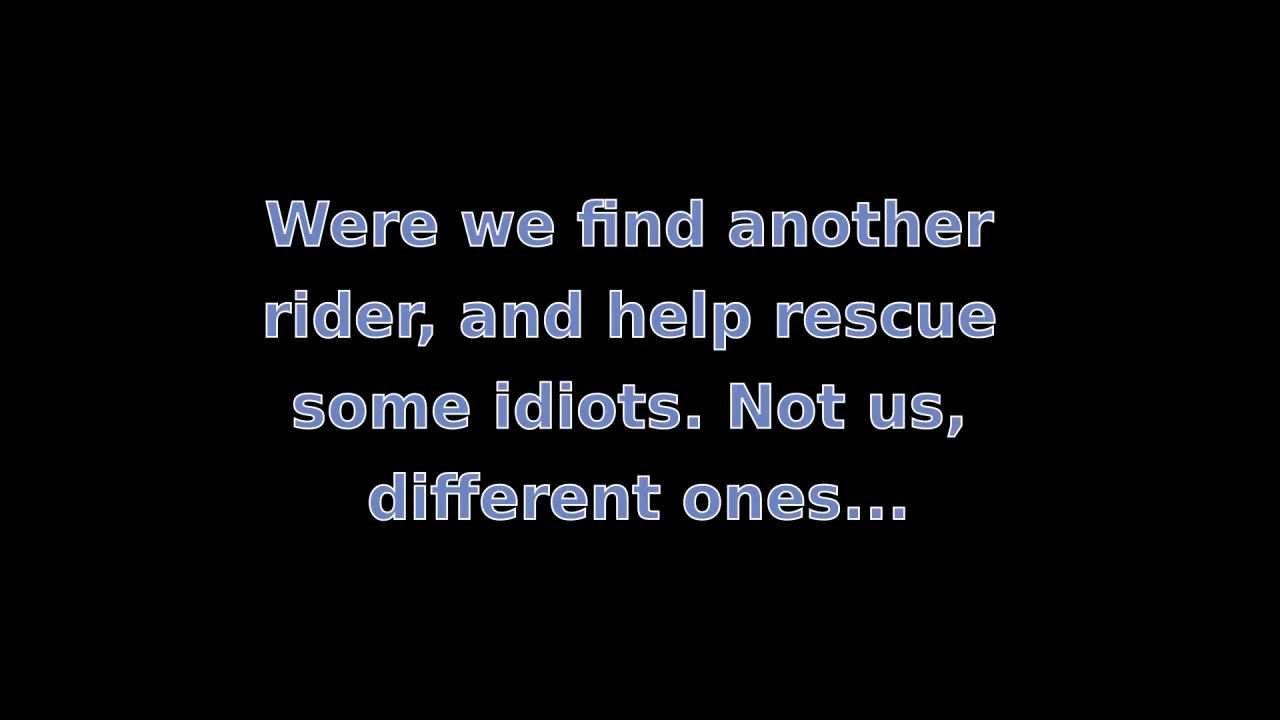 Were we find another
rider, and help rescue
some idiots. Not us,
different ones...